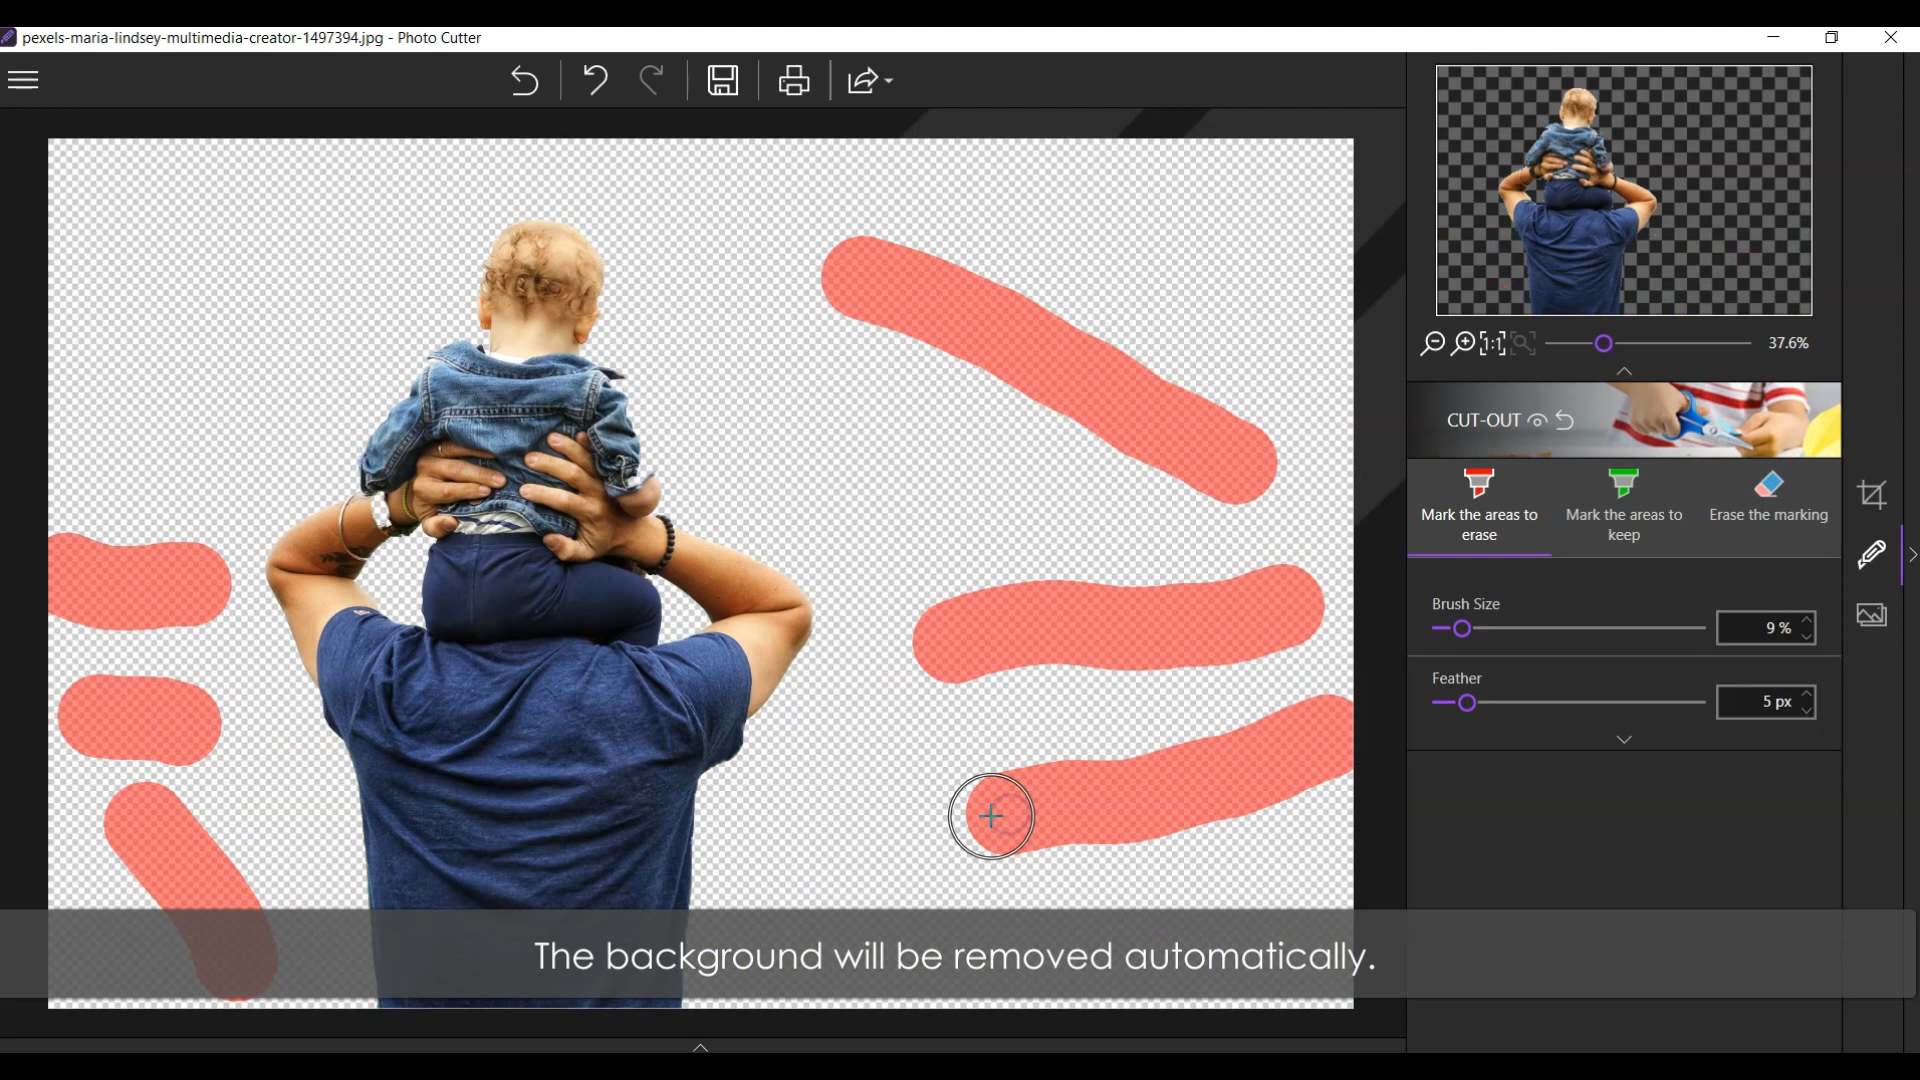 pexels-maria-lindsey-multimedia-creator-1497394.jpg - Photo Cutter
1:1
37.6%
CUT-OUT
Mark the areas to
erase
Mark the areas to
keep
Erase the marking
Brush Size
9 %
Feather
5 px
The background will be removed automatically.